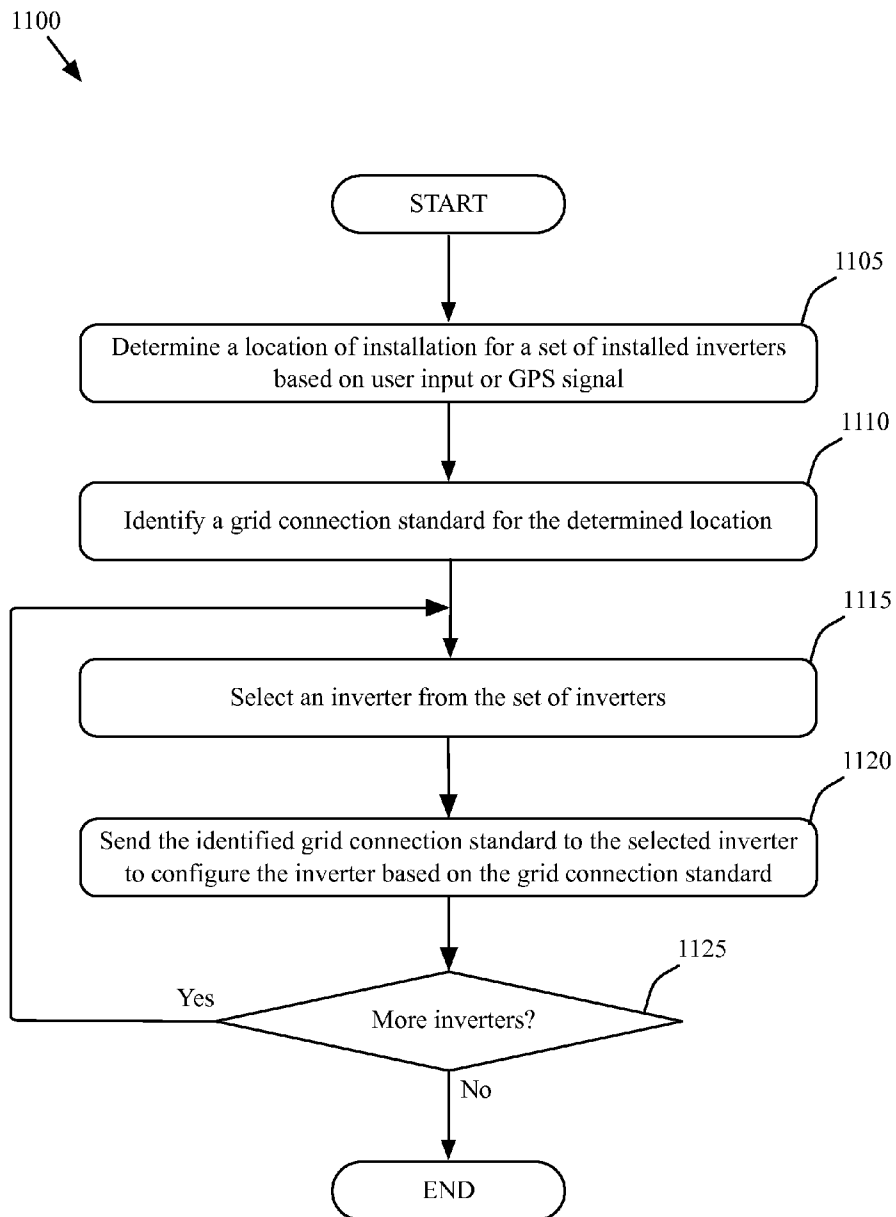 1100
START
1105
Determine a location of installation for a set of installed inverters
based on user input or GPS signal
1110
Identify a grid connection standard for the determined location
1115
Select an inverter from the set of inverters
1120
Send the identified grid connection standard to the selected inverter
to configure the inverter based on the grid connection standard
1125
Yes
More inverters?
No
END